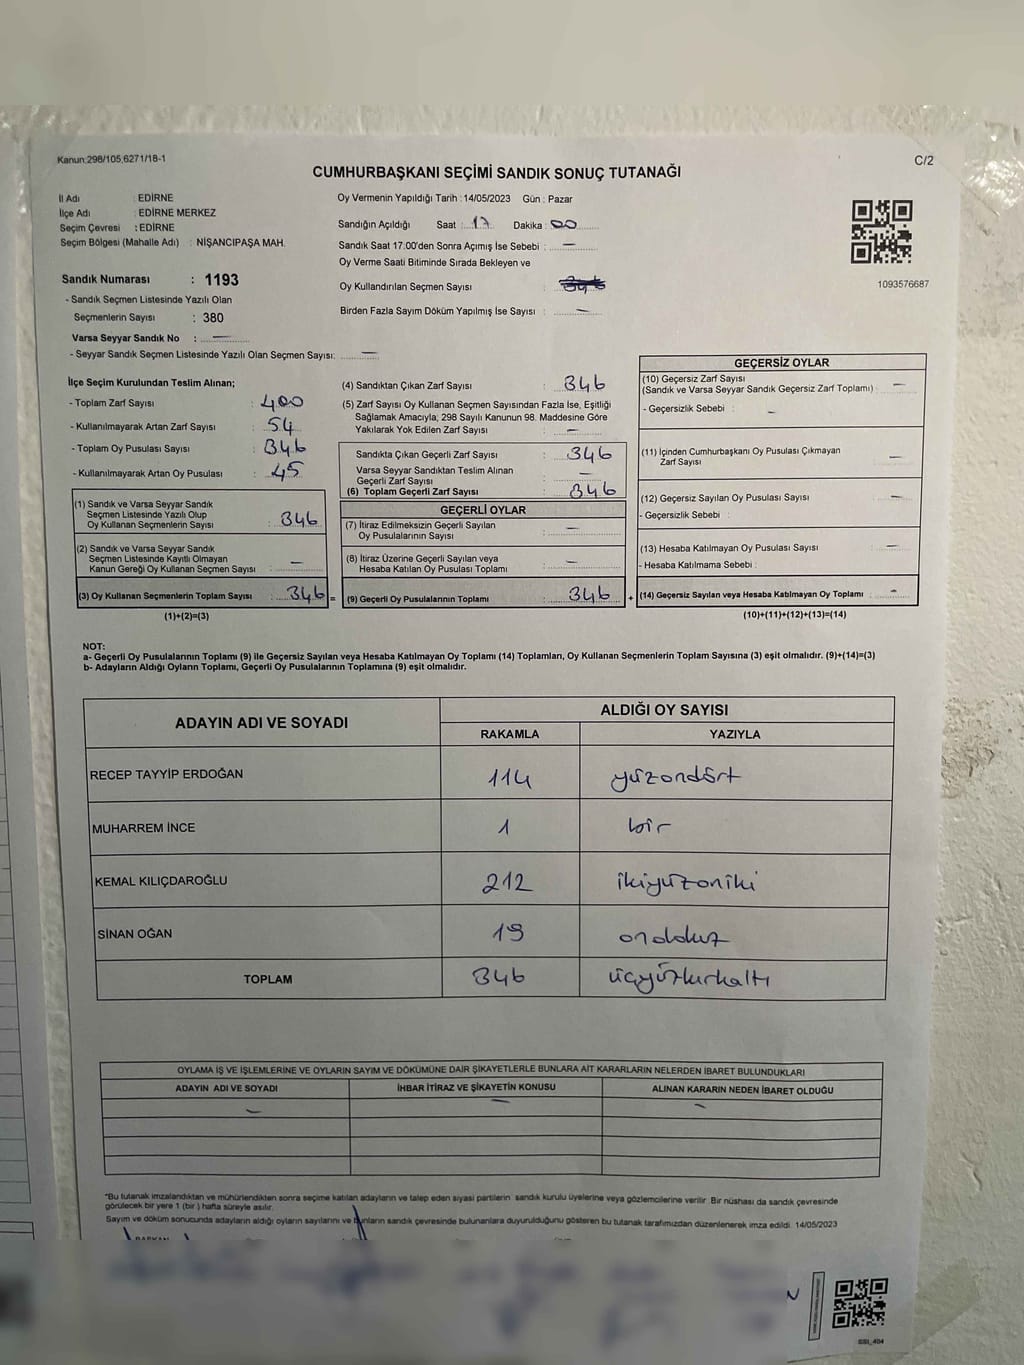 Kanun:298/105,6271/18-1
C/2
CUMHURBAŞKANI SEÇİMİ SANDIK SONUÇ TUTANAĞI
İl Adı : EDİRNE
İlçe Adı : EDİRNE MERKEZ
Seçim Çevresi : EDİRNE
Seçim Bölgesi (Mahalle Adı) : NİŞANCIPAŞA MAH.
Oy Vermenin Yapıldığı Tarih :14/05/2023 Gün : Pazar
Sandığın Açıldığı Saat : 17 Dakika : 00
Sandık Saat 17:00'den Sonra Açımış İse Sebebi : —
Oy Verme Saati Bitiminde Sırada Bekleyen ve
Oy Kullandırılan Seçmen Sayısı :
Birden Fazla Sayım Döküm Yapılmış İse Sayısı : —
1093576687
Sandık Numarası : 1193
- Sandık Seçmen Listesinde Yazılı Olan
Seçmenlerin Sayısı : 380
Varsa Seyyar Sandık No : —
- Seyyar Sandık Seçmen Listesinde Yazılı Olan Seçmen Sayısı: —
İlçe Seçim Kurulundan Teslim Alınan;
- Toplam Zarf Sayısı : 400
- Kullanılmayarak Artan Zarf Sayısı : 54
- Toplam Oy Pusulası Sayısı : 346
- Kullanılmayarak Artan Oy Pusulası : 45
(1) Sandık ve Varsa Seyyar Sandık
Seçmen Listesinde Yazılı Olup
Oy Kullanan Seçmenlerin Sayısı : 346
(2) Sandık ve Varsa Seyyar Sandık
Seçmen Listesinde Kayıtlı Olmayan
Kanun Gereği Oy Kullanan Seçmen Sayısı : —
(3) Oy Kullanan Seçmenlerin Toplam Sayısı : 346 =
(1)+(2)=(3)
(4) Sandıktan Çıkan Zarf Sayısı : 346
(5) Zarf Sayısı Oy Kullanan Seçmen Sayısından Fazla İse, Eşitliği
Sağlamak Amacıyla; 298 Sayılı Kanunun 98. Maddesine Göre
Yakılarak Yok Edilen Zarf Sayısı : —
Sandıkta Çıkan Geçerli Zarf Sayısı : 346
Varsa Seyyar Sandıktan Teslim Alınan
Geçerli Zarf Sayısı : —
(6) Toplam Geçerli Zarf Sayısı : 346
GEÇERLİ OYLAR
(7) İtiraz Edilmeksizin Geçerli Sayılan
Oy Pusulalarının Sayısı : —
(8) İtiraz Üzerine Geçerli Sayılan veya
Hesaba Katılan Oy Pusulası Toplamı : —
(9) Geçerli Oy Pusulalarının Toplamı : 346 +
GEÇERSİZ OYLAR
(10) Geçersiz Zarf Sayısı
(Sandık ve Varsa Seyyar Sandık Geçersiz Zarf Toplamı) : —
- Geçersizlik Sebebi : —
(11) İçinden Cumhurbaşkanı Oy Pusulası Çıkmayan
Zarf Sayısı : —
(12) Geçersiz Sayılan Oy Pusulası Sayısı : —
- Geçersizlik Sebebi :
(13) Hesaba Katılmayan Oy Pusulası Sayısı : —
- Hesaba Katılmama Sebebi :
(14) Geçersiz Sayılan veya Hesaba Katılmayan Oy Toplamı : -
(10)+(11)+(12)+(13)=(14)
NOT:
a- Geçerli Oy Pusulalarının Toplamı (9) ile Geçersiz Sayılan veya Hesaba Katılmayan Oy Toplamı (14) Toplamları, Oy Kullanan Seçmenlerin Toplam Sayısına (3) eşit olmalıdır. (9)+(14)=(3)
b- Adayların Aldığı Oyların Toplamı, Geçerli Oy Pusulalarının Toplamına (9) eşit olmalıdır.
ADAYIN ADI VE SOYADI ALDIĞI OY SAYISI
RAKAMLA YAZIYLA
RECEP TAYYİP ERDOĞAN 114 yüzondört
MUHARREM İNCE 1 bir
KEMAL KILIÇDAROĞLU 212 ikiyüzoniki
SİNAN OĞAN 19 ondokuz
TOPLAM 346 üçyüzkırkaltı
OYLAMA İŞ VE İŞLEMLERİNE VE OYLARIN SAYIM VE DÖKÜMÜNE DAİR ŞİKAYETLERLE BUNLARA AİT KARARLARIN NELERDEN İBARET BULUNDUKLARI
ADAYIN ADI VE SOYADI İHBAR İTİRAZ VE ŞİKAYETİN KONUSU ALINAN KARARIN NEDEN İBARET OLDUĞU
— — —
"Bu tutanak imzalandıktan ve mühürlendikten sonra seçime katılan adayların ve talep eden siyasi partilerin sandık kurulu üyelerine veya gözlemcilerine verilir. Bir nüshası da sandık çevresinde
görülecek bir yere 1 (bir) hafta süreyle asılır.
Sayım ve döküm sonucunda adayların aldığı oyların sayılarını ve bunların sandık çevresinde bulunanlara duyurulduğunu gösteren bu tutanak tarafımızdan düzenlenerek imza edildi. 14/05/2023
BAŞKAN